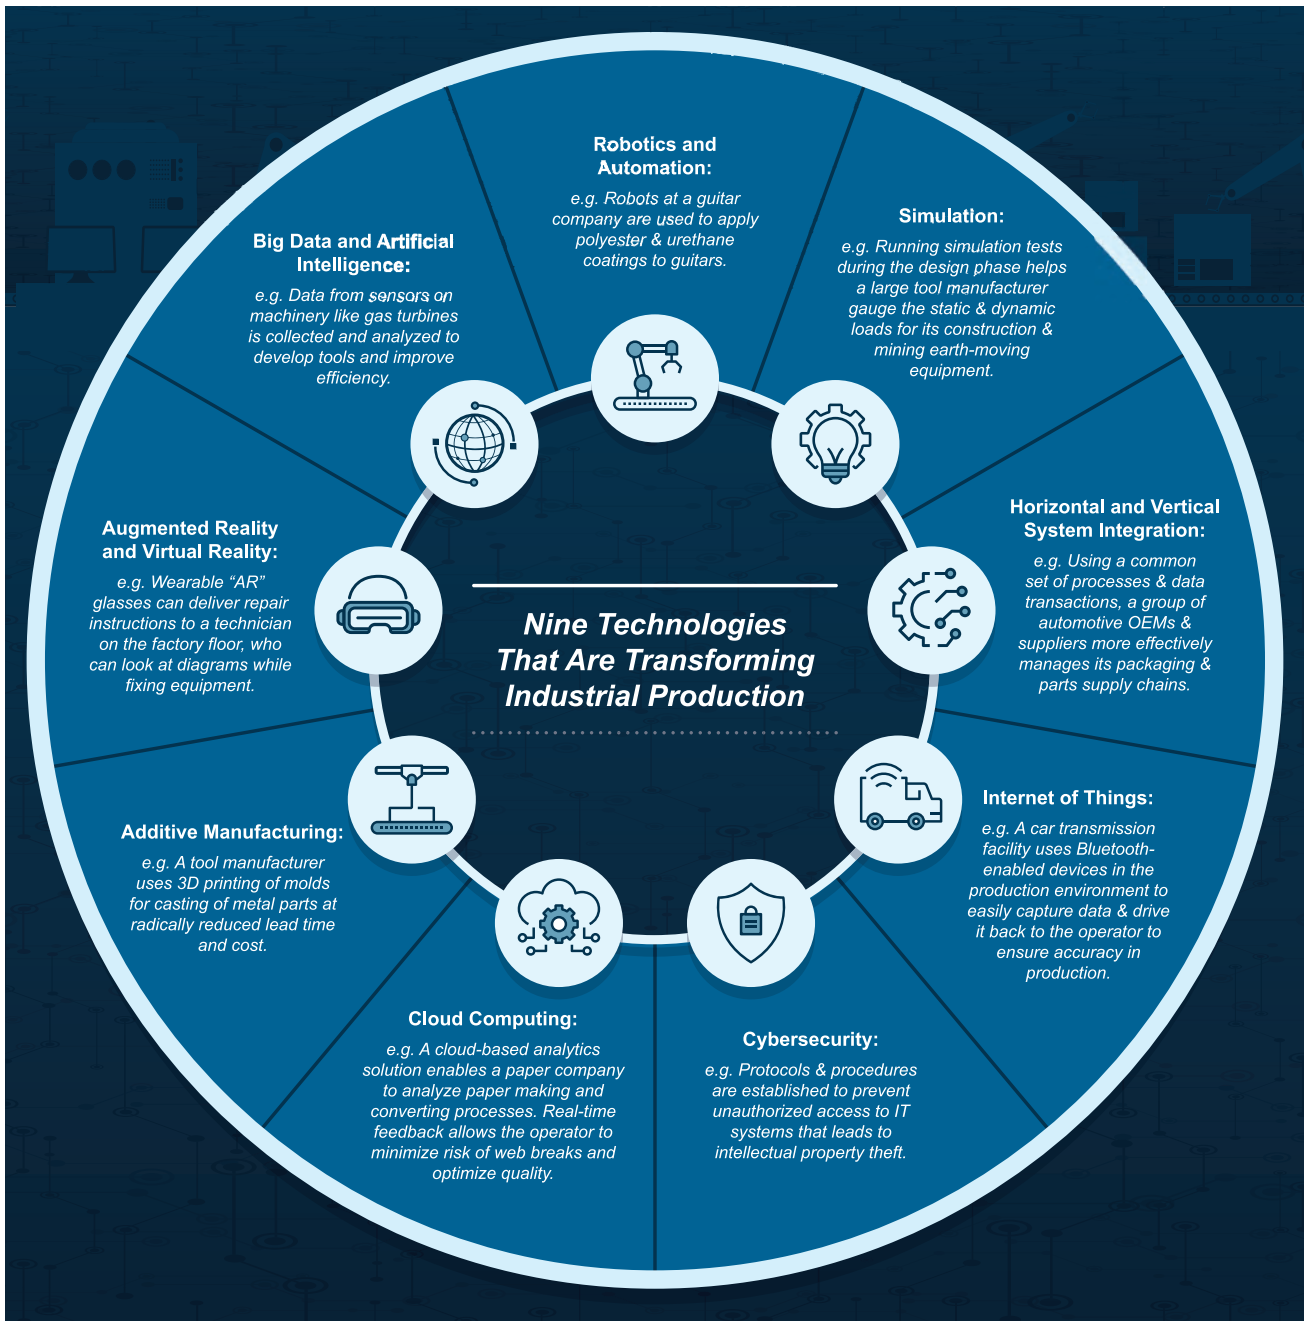 Nine Technologies
That Are Transforming
Industrial Production
Robotics and
Automation:
e.g. Robots at a guitar
company are used to apply
polyester & urethane
coatings to guitars.
Simulation:
e.g. Running simulation tests
during the design phase helps
a large tool manufacturer
gauge the static & dynamic
loads for its construction &
mining earth-moving
equipment.
Horizontal and Vertical
System Integration:
e.g. Using a common
set of processes & data
transactions, a group of
automotive OEMs &
suppliers more effectively
manages its packaging &
parts supply chains.
Internet of Things:
e.g. A car transmission
facility uses Bluetooth-
enabled devices in the
production environment to
easily capture data & drive
it back to the operator to
ensure accuracy in
production.
Cybersecurity:
e.g. Protocols & procedures
are established to prevent
unauthorized access to IT
systems that leads to
intellectual property theft.
Cloud Computing:
e.g. A cloud-based analytics
solution enables a paper company
to analyze paper making and
converting processes. Real-time
feedback allows the operator to
minimize risk of web breaks and
optimize quality.
Additive Manufacturing:
e.g. A tool manufacturer
uses 3D printing of molds
for casting of metal parts at
radically reduced lead time
and cost.
Augmented Reality
and Virtual Reality:
e.g. Wearable “AR”
glasses can deliver repair
instructions to a technician
on the factory floor, who
can look at diagrams while
fixing equipment.
Big Data and Artificial
Intelligence:
e.g. Data from sensors on
machinery like gas turbines
is collected and analyzed to
develop tools and improve
efficiency.